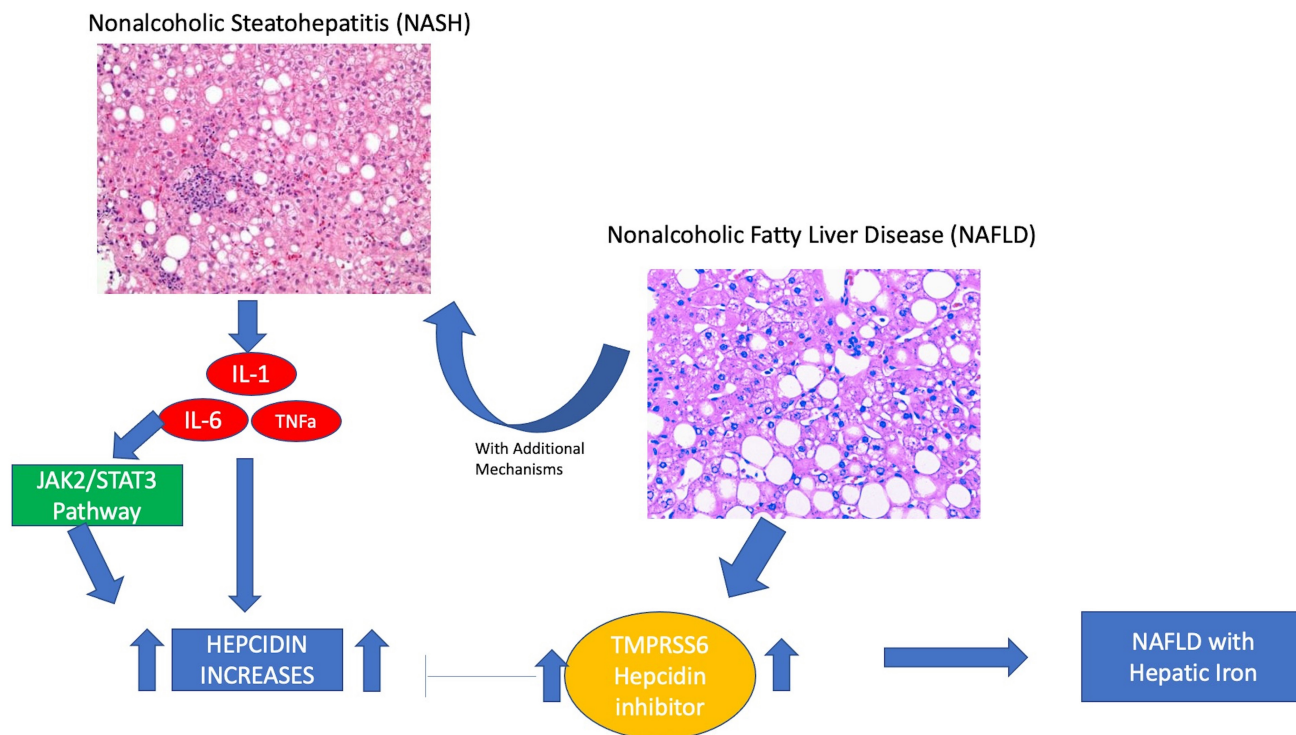 Nonalcoholic Steatohepatitis (NASH)
Nonalcoholic Fatty Liver Disease (NAFLD)
IL-1
IL-6
TNFa
With Additional
Mechanisms
JAK2/STAT3
Pathway
HEPCIDIN
INCREASES
TMPRSS6
Hepcidin
inhibitor
NAFLD with
Hepatic Iron